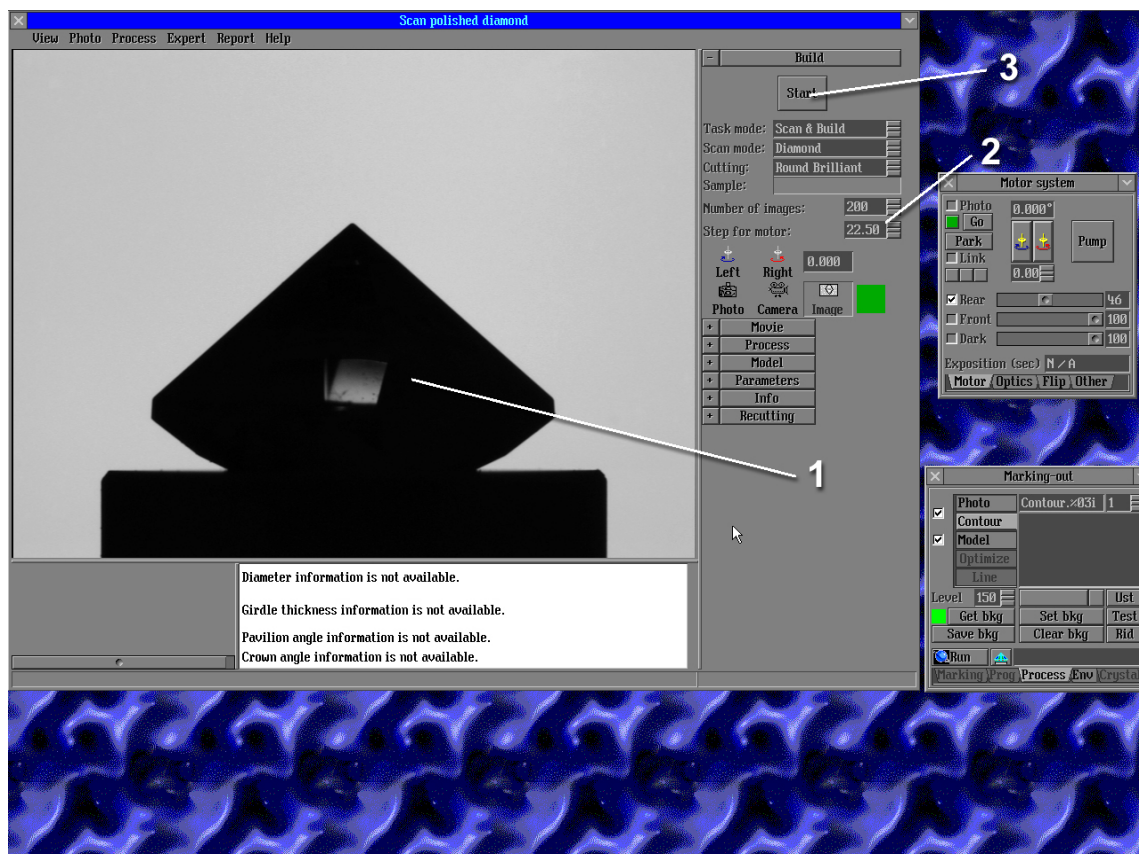 Scan polished diamond
View Photo Process Expert Report Help
- Build
Start
3
Task mode: Scan & Build
Scan mode: Diamond
Cutting: Round Brilliant
Sample:
Number of images: 200
Step for motor: 22.50
2
Left Right 0.000
Photo Camera Image
+ Movie
+ Process
+ Model
+ Parameters
+ Info
+ Recutting
1
Diameter information is not available.
Girdle thickness information is not available.
Pavilion angle information is not available.
Crown angle information is not available.
Motor system
Photo 0.000°
Go
Park Pump
Link
0.00
Rear 46
Front 100
Dark 100
Exposition (sec) N/A
Motor Optics Flip Other
Marking-out
Photo Contour.%03i 1
Contour
Model
Optimize
Line
Level 150 Ust
Get bkg Set bkg Test
Save bkg Clear bkg Rid
Run
Marking Prog Process Env Crysta